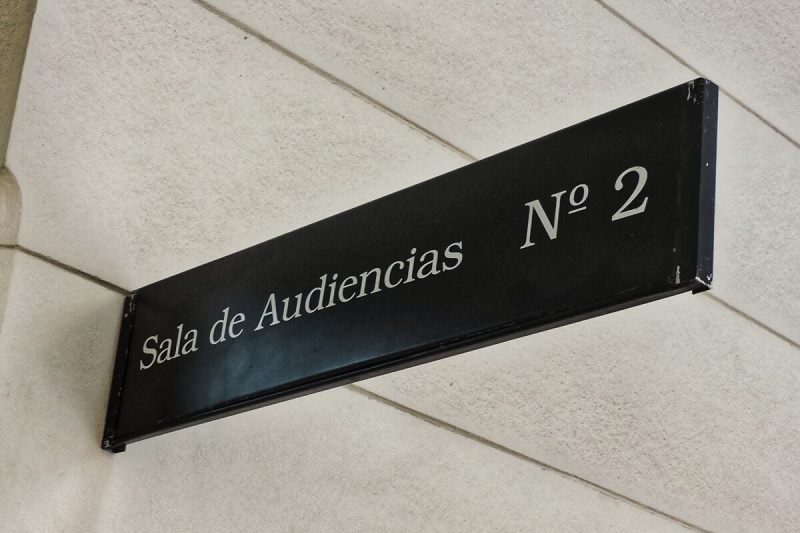 Sala de Audiencias Nº 2